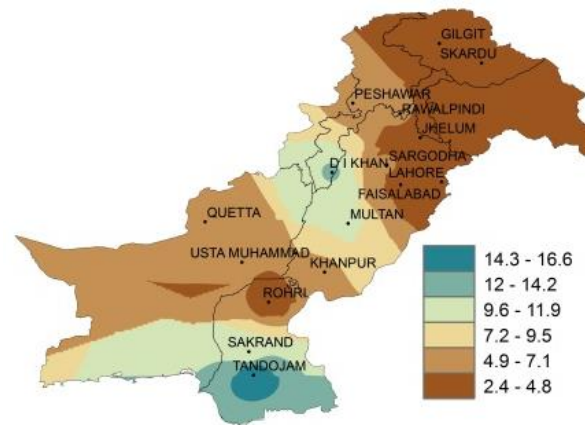 GILGIT
SKARDU
PESHAWAR
RAWALPINDI
JHELUM
D I KHAN
SARGODHA
LAHORE
FAISALABAD
QUETTA
MULTAN
USTA MUHAMMAD
KHANPUR
ROHRI
SAKRAND
TANDOJAM
14.3 - 16.6
12 - 14.2
9.6 - 11.9
7.2 - 9.5
4.9 - 7.1
2.4 - 4.8